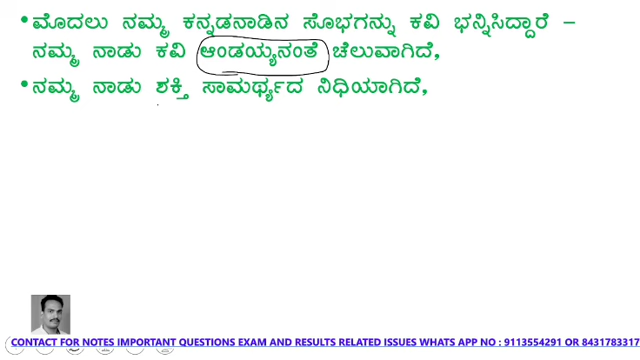 • ಮೊದಲು ನಮ್ಮ ಕನ್ನಡನಾಡಿನ ಸೊಭಗನ್ನು ಕವಿ ಭನ್ನಿಸಿದ್ದಾರೆ –
ನಮ್ಮ ನಾಡು ಕವಿ ಆಂಡಯ್ಯನಂತೆ ಚೆಲುವಾಗಿದೆ,
• ನಮ್ಮ ನಾಡು ಶಕ್ತಿ ಸಾಮರ್ಥ್ಯದ ನಿಧಿಯಾಗಿದೆ,
CONTACT FOR NOTES IMPORTANT QUESTIONS EXAM AND RESULTS RELATED ISSUES WHATS APP NO : 9113554291 OR 8431783317